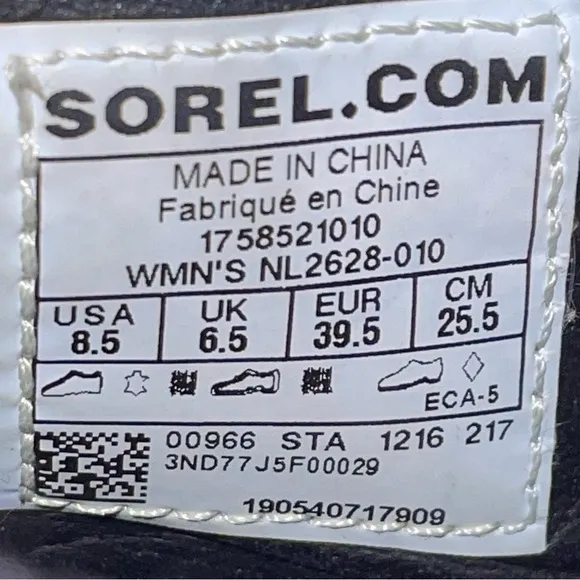 SOREL.COM
MADE IN CHINA
Fabriqué en Chine
1758521010
WMN'S NL2628-010
USA UK EUR CM
8.5 6.5 39.5 25.5
ECA-5
00966 STA 1216 217
3ND77J5F00029
190540717909